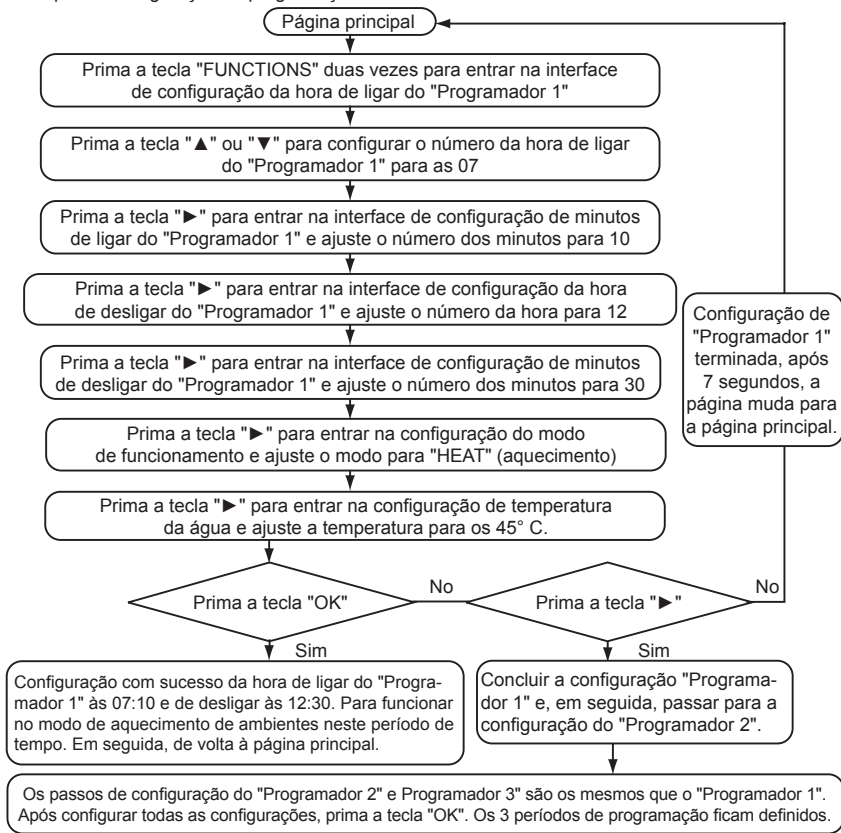 Página principal
Prima a tecla "FUNCTIONS" duas vezes para entrar na interface
de configuração da hora de ligar do "Programador 1"
Prima a tecla "▲" ou "▼" para configurar o número da hora de ligar
do "Programador 1" para as 07
Prima a tecla "►" para entrar na interface de configuração de minutos
de ligar do "Programador 1" e ajuste o número dos minutos para 10
Prima a tecla "►" para entrar na interface de configuração da hora
de desligar do "Programador 1" e ajuste o número da hora para 12
Prima a tecla "►" para entrar na interface de configuração de minutos
de desligar do "Programador 1" e ajuste o número dos minutos para 30
Prima a tecla "►" para entrar na configuração do modo
de funcionamento e ajuste o modo para "HEAT" (aquecimento)
Prima a tecla "►" para entrar na configuração de temperatura
da água e ajuste a temperatura para os 45° C.
Configuração de
"Programador 1"
terminada, após
7 segundos, a
página muda para
a página principal.
Prima a tecla "OK"
No
Prima a tecla "►"
No
Sim
Sim
Configuração com sucesso da hora de ligar do "Progra-
mador 1" às 07:10 e de desligar às 12:30. Para funcionar
no modo de aquecimento de ambientes neste período de
tempo. Em seguida, de volta à página principal.
Concluir a configuração "Programa-
dor 1" e, em seguida, passar para a
configuração do "Programador 2".
Os passos de configuração do "Programador 2" e Programador 3" são os mesmos que o "Programador 1".
Após configurar todas as configurações, prima a tecla "OK". Os 3 períodos de programação ficam definidos.